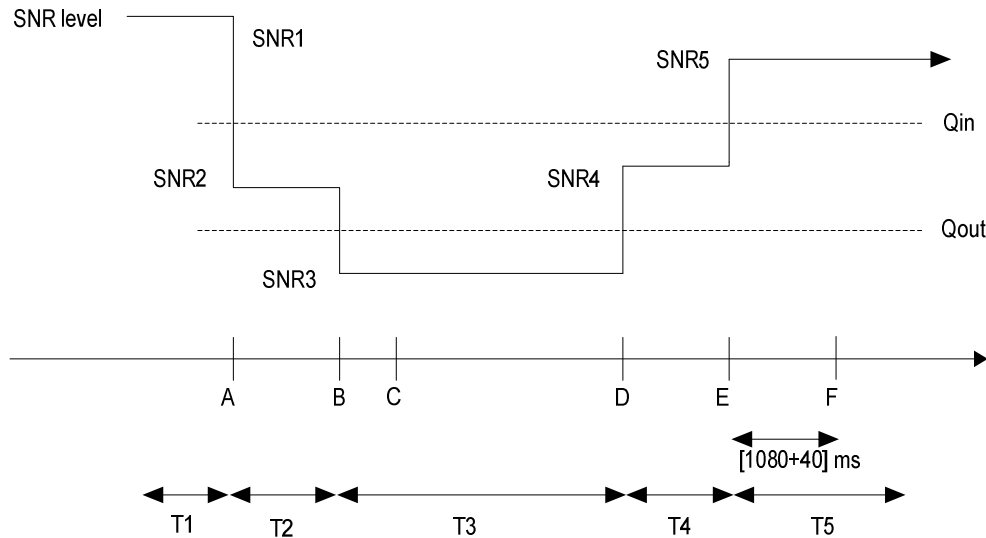 SNR level
SNR1
SNR5
Qin
SNR2
SNR4
Qout
SNR3
A
B
C
D
E
F
[1080+40] ms
T1
T2
T3
T4
T5